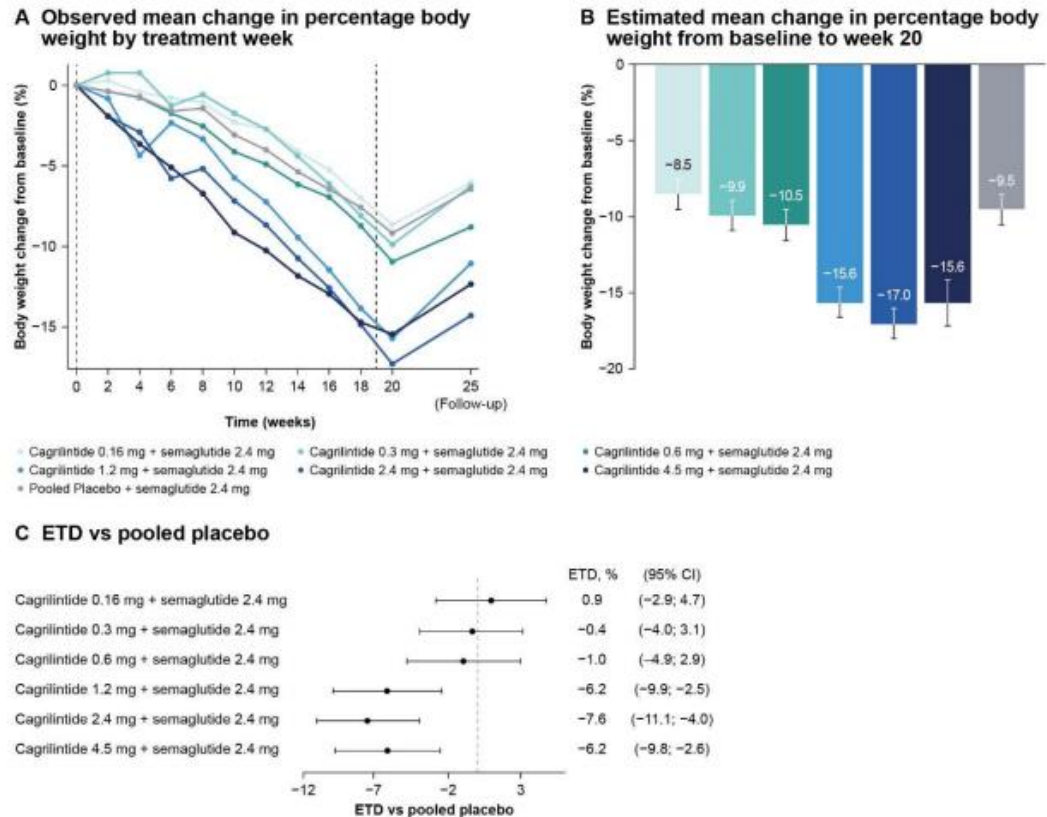 A Observed mean change in percentage body
weight by treatment week
Body weight change from baseline (%)
0
−5
−10
−15
0 2 4 6 8 10 12 14 16 18 20 25
(Follow-up)
Time (weeks)
B Estimated mean change in percentage body
weight from baseline to week 20
Body weight change from baseline (%)
0
−5
−10
−15
−20
−8.5
−9.9
−10.5
−15.6
−17.0
−15.6
−9.5
Cagrilintide 0.16 mg + semaglutide 2.4 mg
Cagrilintide 0.3 mg + semaglutide 2.4 mg
Cagrilintide 0.6 mg + semaglutide 2.4 mg
Cagrilintide 1.2 mg + semaglutide 2.4 mg
Cagrilintide 2.4 mg + semaglutide 2.4 mg
Cagrilintide 4.5 mg + semaglutide 2.4 mg
Pooled Placebo + semaglutide 2.4 mg
C ETD vs pooled placebo
ETD, % (95% CI)
Cagrilintide 0.16 mg + semaglutide 2.4 mg 0.9 (−2.9; 4.7)
Cagrilintide 0.3 mg + semaglutide 2.4 mg −0.4 (−4.0; 3.1)
Cagrilintide 0.6 mg + semaglutide 2.4 mg −1.0 (−4.9; 2.9)
Cagrilintide 1.2 mg + semaglutide 2.4 mg −6.2 (−9.9; −2.5)
Cagrilintide 2.4 mg + semaglutide 2.4 mg −7.6 (−11.1; −4.0)
Cagrilintide 4.5 mg + semaglutide 2.4 mg −6.2 (−9.8; −2.6)
−12 −7 −2 3
ETD vs pooled placebo